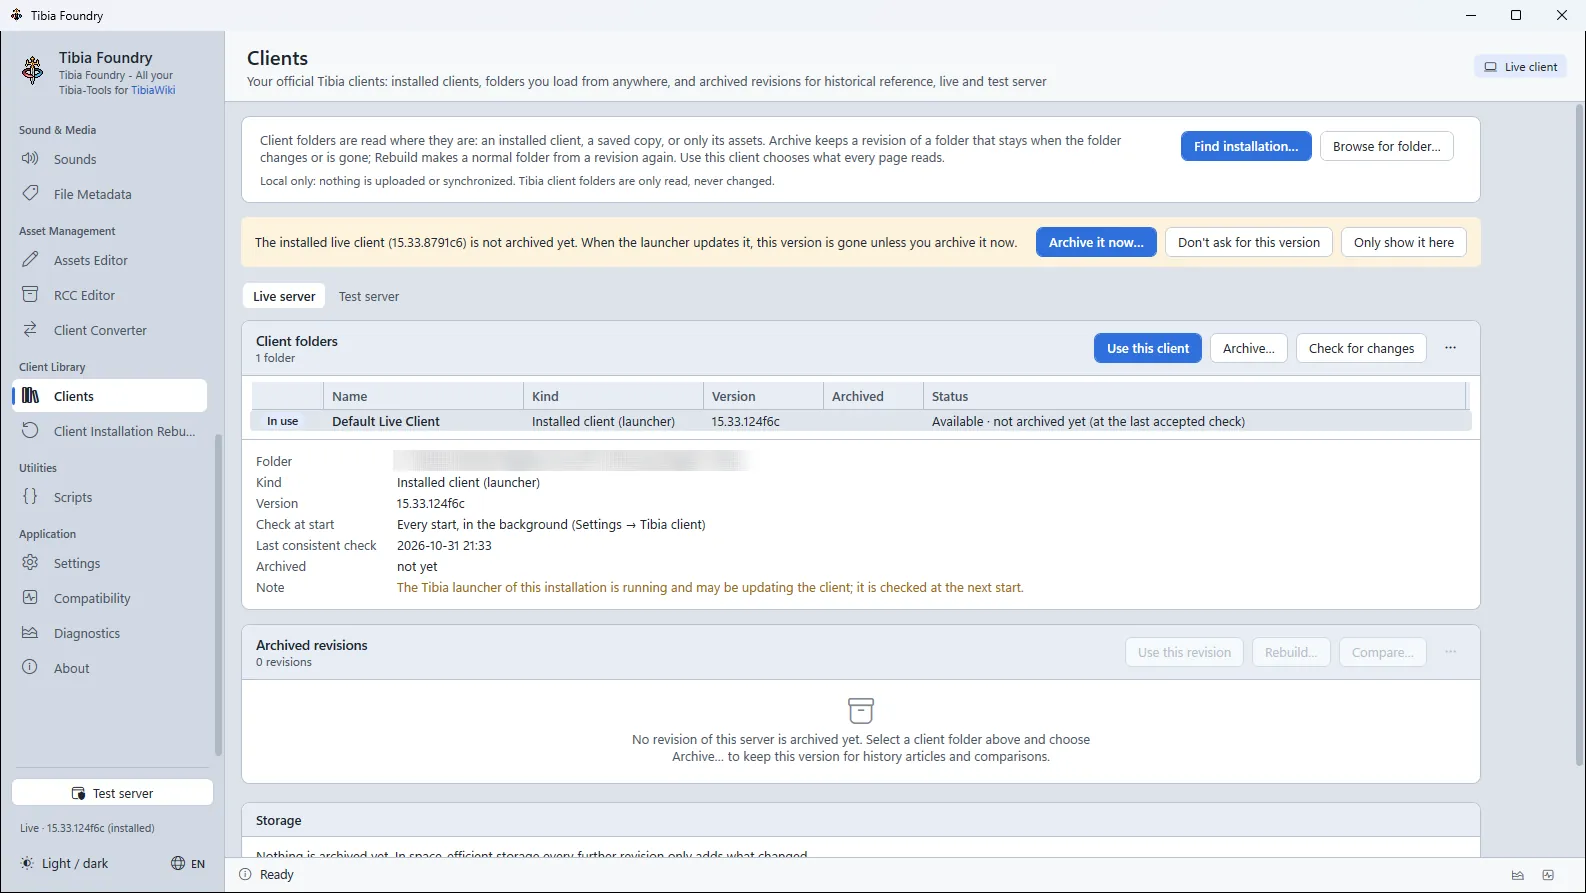 Tibia Foundry
Tibia Foundry
Tibia Foundry - All your
Tibia-Tools for TibiaWiki
Sound & Media
Sounds
File Metadata
Asset Management
Assets Editor
RCC Editor
Client Converter
Client Library
Clients
Client Installation Rebu...
Utilities
Scripts
Application
Settings
Compatibility
Diagnostics
About
Test server
Live · 15.33.124f6c (installed)
Light / dark
EN
Clients
Your official Tibia clients: installed clients, folders you load from anywhere, and archived revisions for historical reference, live and test server
Live client
Client folders are read where they are: an installed client, a saved copy, or only its assets. Archive keeps a revision of a folder that stays when the folder
changes or is gone; Rebuild makes a normal folder from a revision again. Use this client chooses what every page reads.
Local only: nothing is uploaded or synchronized. Tibia client folders are only read, never changed.
Find installation...
Browse for folder...
The installed live client (15.33.8791c6) is not archived yet. When the launcher updates it, this version is gone unless you archive it now.
Archive it now...
Don't ask for this version
Only show it here
Live server
Test server
Client folders
1 folder
Use this client
Archive...
Check for changes
...
Name Kind Version Archived Status
In use Default Live Client Installed client (launcher) 15.33.124f6c Available · not archived yet (at the last accepted check)
Folder
Kind Installed client (launcher)
Version 15.33.124f6c
Check at start Every start, in the background (Settings → Tibia client)
Last consistent check 2026-10-31 21:33
Archived not yet
Note The Tibia launcher of this installation is running and may be updating the client; it is checked at the next start.
Archived revisions
0 revisions
Use this revision
Rebuild...
Compare...
...
No revision of this server is archived yet. Select a client folder above and choose
Archive... to keep this version for history articles and comparisons.
Storage
Nothing is archived yet. In space-efficient storage every further revision only adds what changed.
Ready